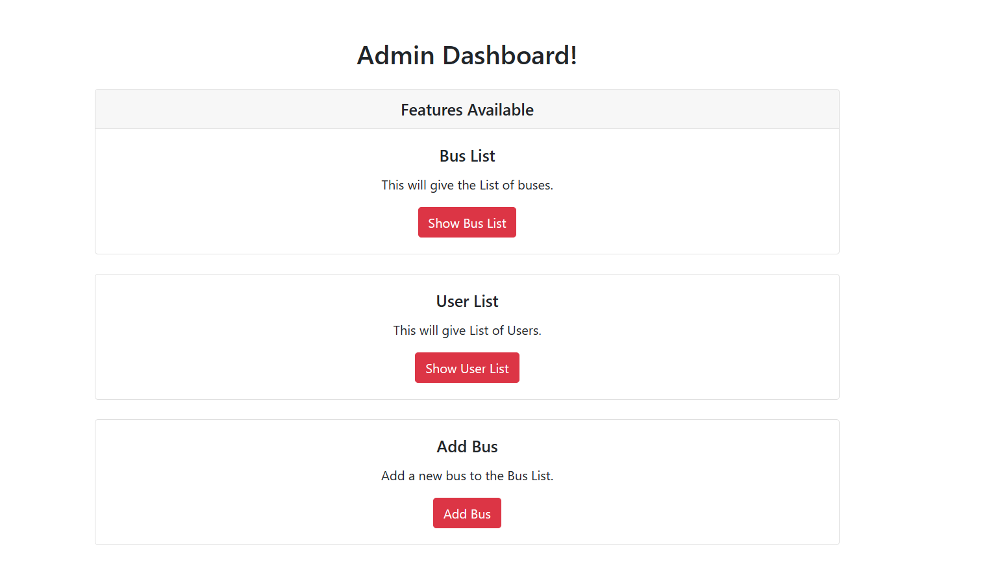 Admin Dashboard!
Features Available
Bus List
This will give the List of buses.
Show Bus List
User List
This will give List of Users.
Show User List
Add Bus
Add a new bus to the Bus List.
Add Bus